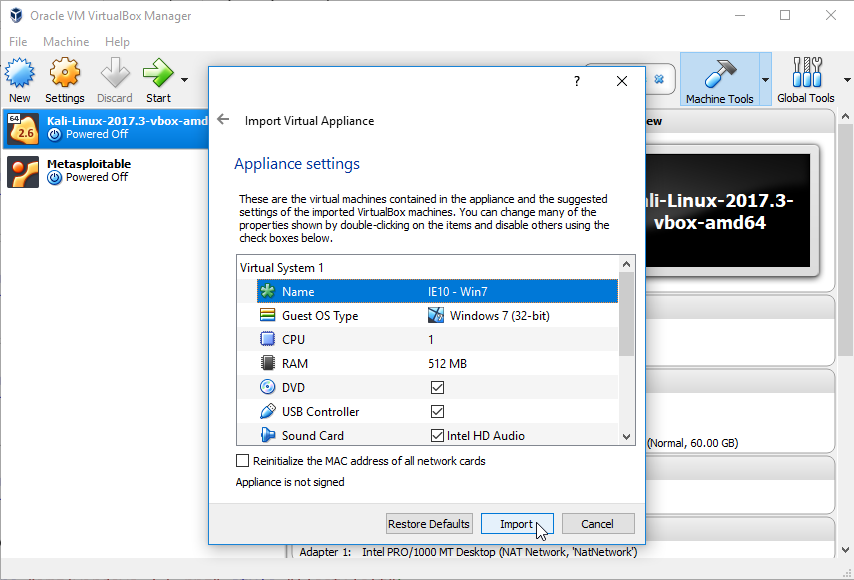 Oracle VM VirtualBox Manager
File Machine Help
New Settings Discard Start
Machine Tools Global Tools
64
2.6
Kali-Linux-2017.3-vbox-amd
Powered Off
Metasploitable
Powered Off
?
Import Virtual Appliance
Appliance settings
These are the virtual machines contained in the appliance and the suggested
settings of the imported VirtualBox machines. You can change many of the
properties shown by double-clicking on the items and disable others using the
check boxes below.
Virtual System 1
Name IE10 - Win7
Guest OS Type Windows 7 (32-bit)
CPU 1
RAM 512 MB
DVD
USB Controller
Sound Card Intel HD Audio
Reinitialize the MAC address of all network cards
Appliance is not signed
Restore Defaults Import Cancel
ew
li-Linux-2017.3-
vbox-amd64
(Normal, 60.00 GB)
Adapter 1: Intel PRO/1000 MT Desktop (NAT Network, 'NatNetwork')